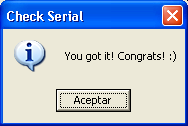 Check Serial
You got it! Congrats! :)
Aceptar